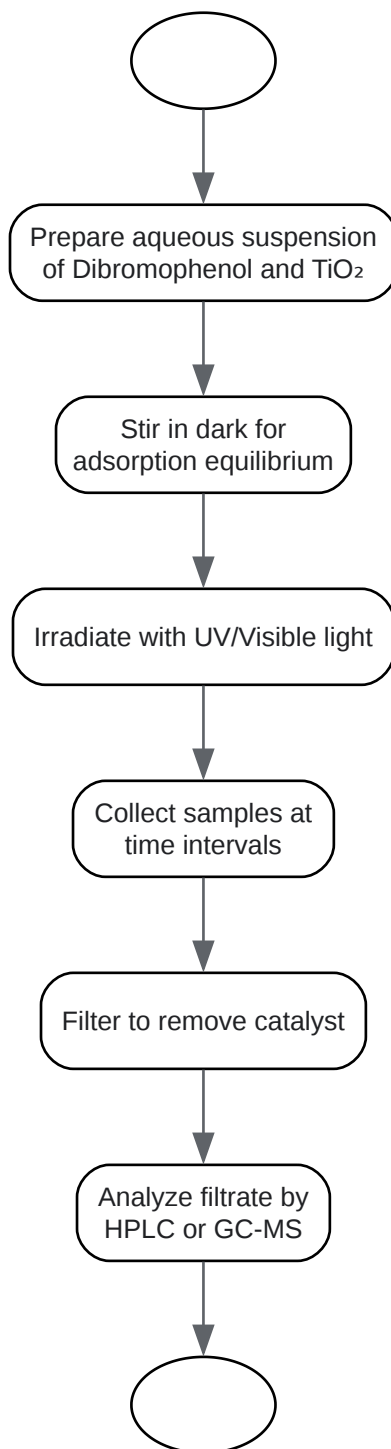 Prepare aqueous suspension
of Dibromophenol and TiO₂
Stir in dark for
adsorption equilibrium
Irradiate with UV/Visible light
Collect samples at
time intervals
Filter to remove catalyst
Analyze filtrate by
HPLC or GC-MS